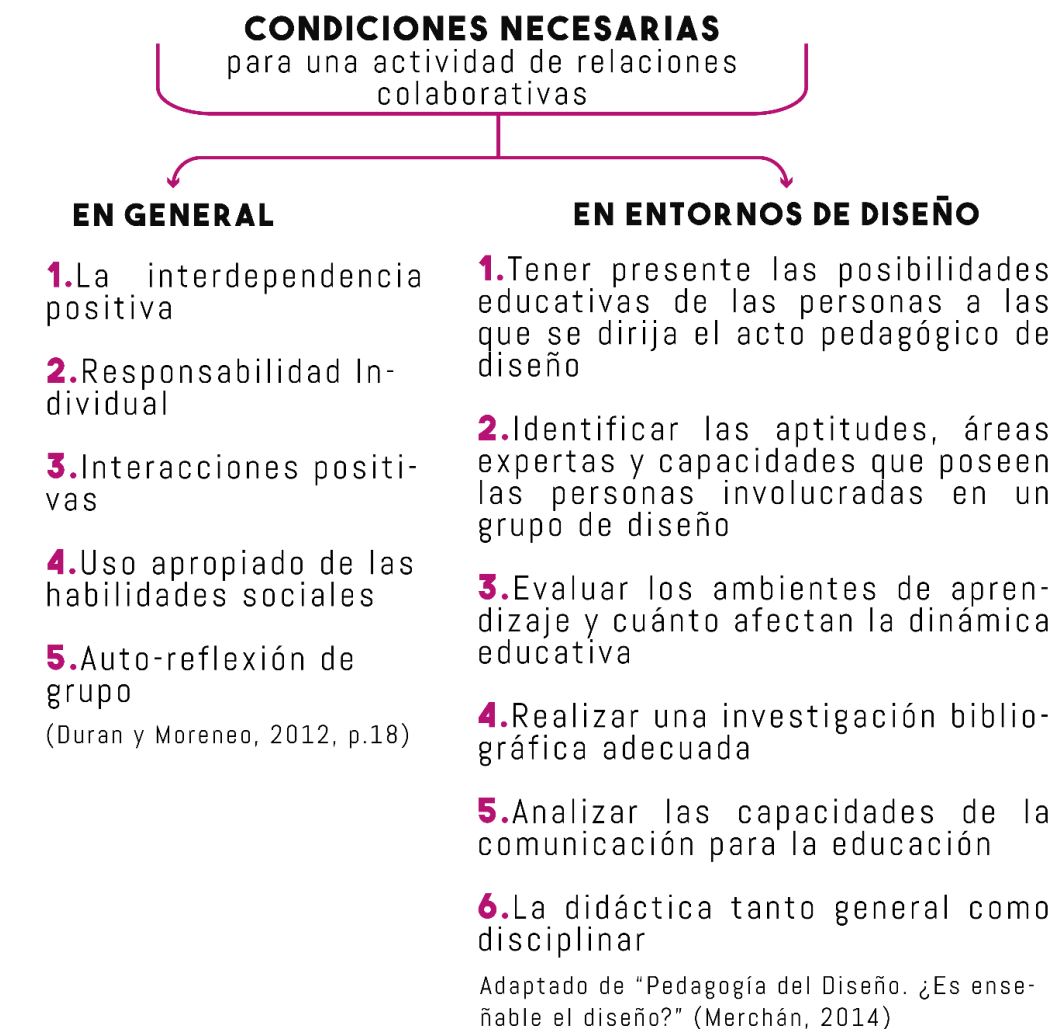 CONDICIONES NECESARIAS
para una actividad de relaciones
colaborativas
EN GENERAL
1.La interdependencia
positiva
2.Responsabilidad In-
dividual
3.Interacciones positi-
vas
4.Uso apropiado de las
habilidades sociales
5.Auto-reflexión de
grupo
(Duran y Moreneo, 2012, p.18)
EN ENTORNOS DE DISEÑO
1.Tener presente las posibilidades
educativas de las personas a las
que se dirija el acto pedagógico de
diseño
2.Identificar las aptitudes, áreas
expertas y capacidades que poseen
las personas involucradas en un
grupo de diseño
3.Evaluar los ambientes de apren-
dizaje y cuánto afectan la dinámica
educativa
4.Realizar una investigación biblio-
gráfica adecuada
5.Analizar las capacidades de la
comunicación para la educación
6.La didáctica tanto general como
disciplinar
Adaptado de “Pedagogía del Diseño. ¿Es ense-
ñable el diseño?” (Merchán, 2014)